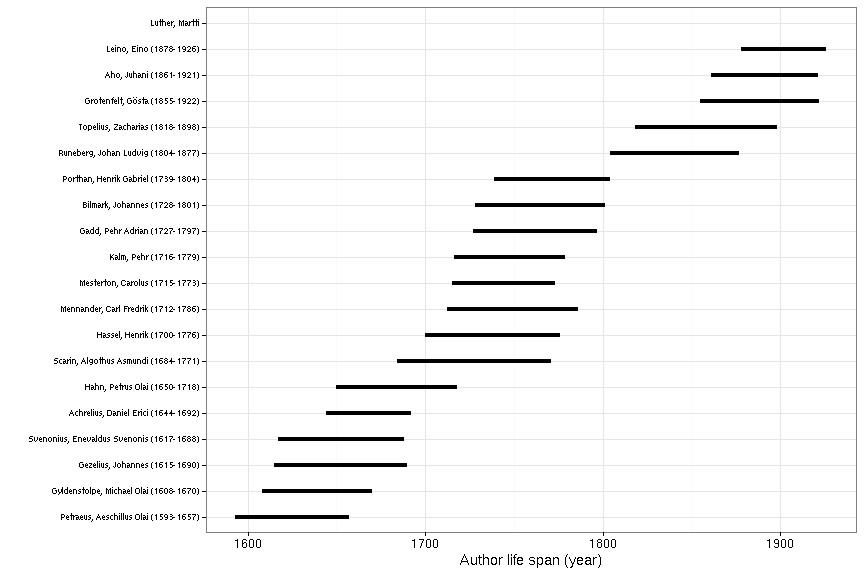 Luther, Martti
Leino, Eino (1878-1926)
Aho, Juhani (1861-1921)
Grotenfelt, Gösta (1855-1922)
Topelius, Zacharias (1818-1898)
Runeberg, Johan Ludvig (1804-1877)
Porthan, Henrik Gabriel (1739-1804)
Bilmark, Johannes (1728-1801)
Gadd, Pehr Adrian (1727-1797)
Kalm, Pehr (1716-1779)
Mesterton, Carolus (1715-1773)
Mennander, Carl Fredrik (1712-1786)
Hassel, Henrik (1700-1776)
Scarin, Algothus Asmundi (1684-1771)
Hahn, Petrus Olai (1650-1718)
Achrelius, Daniel Erici (1644-1692)
Svenonius, Enevaldus Svenonis (1617-1688)
Gezelius, Johannes (1615-1690)
Gyldenstolpe, Michael Olai (1608-1670)
Petraeus, Aeschillus Olai (1593-1657)
1600 1700 1800 1900
Author life span (year)